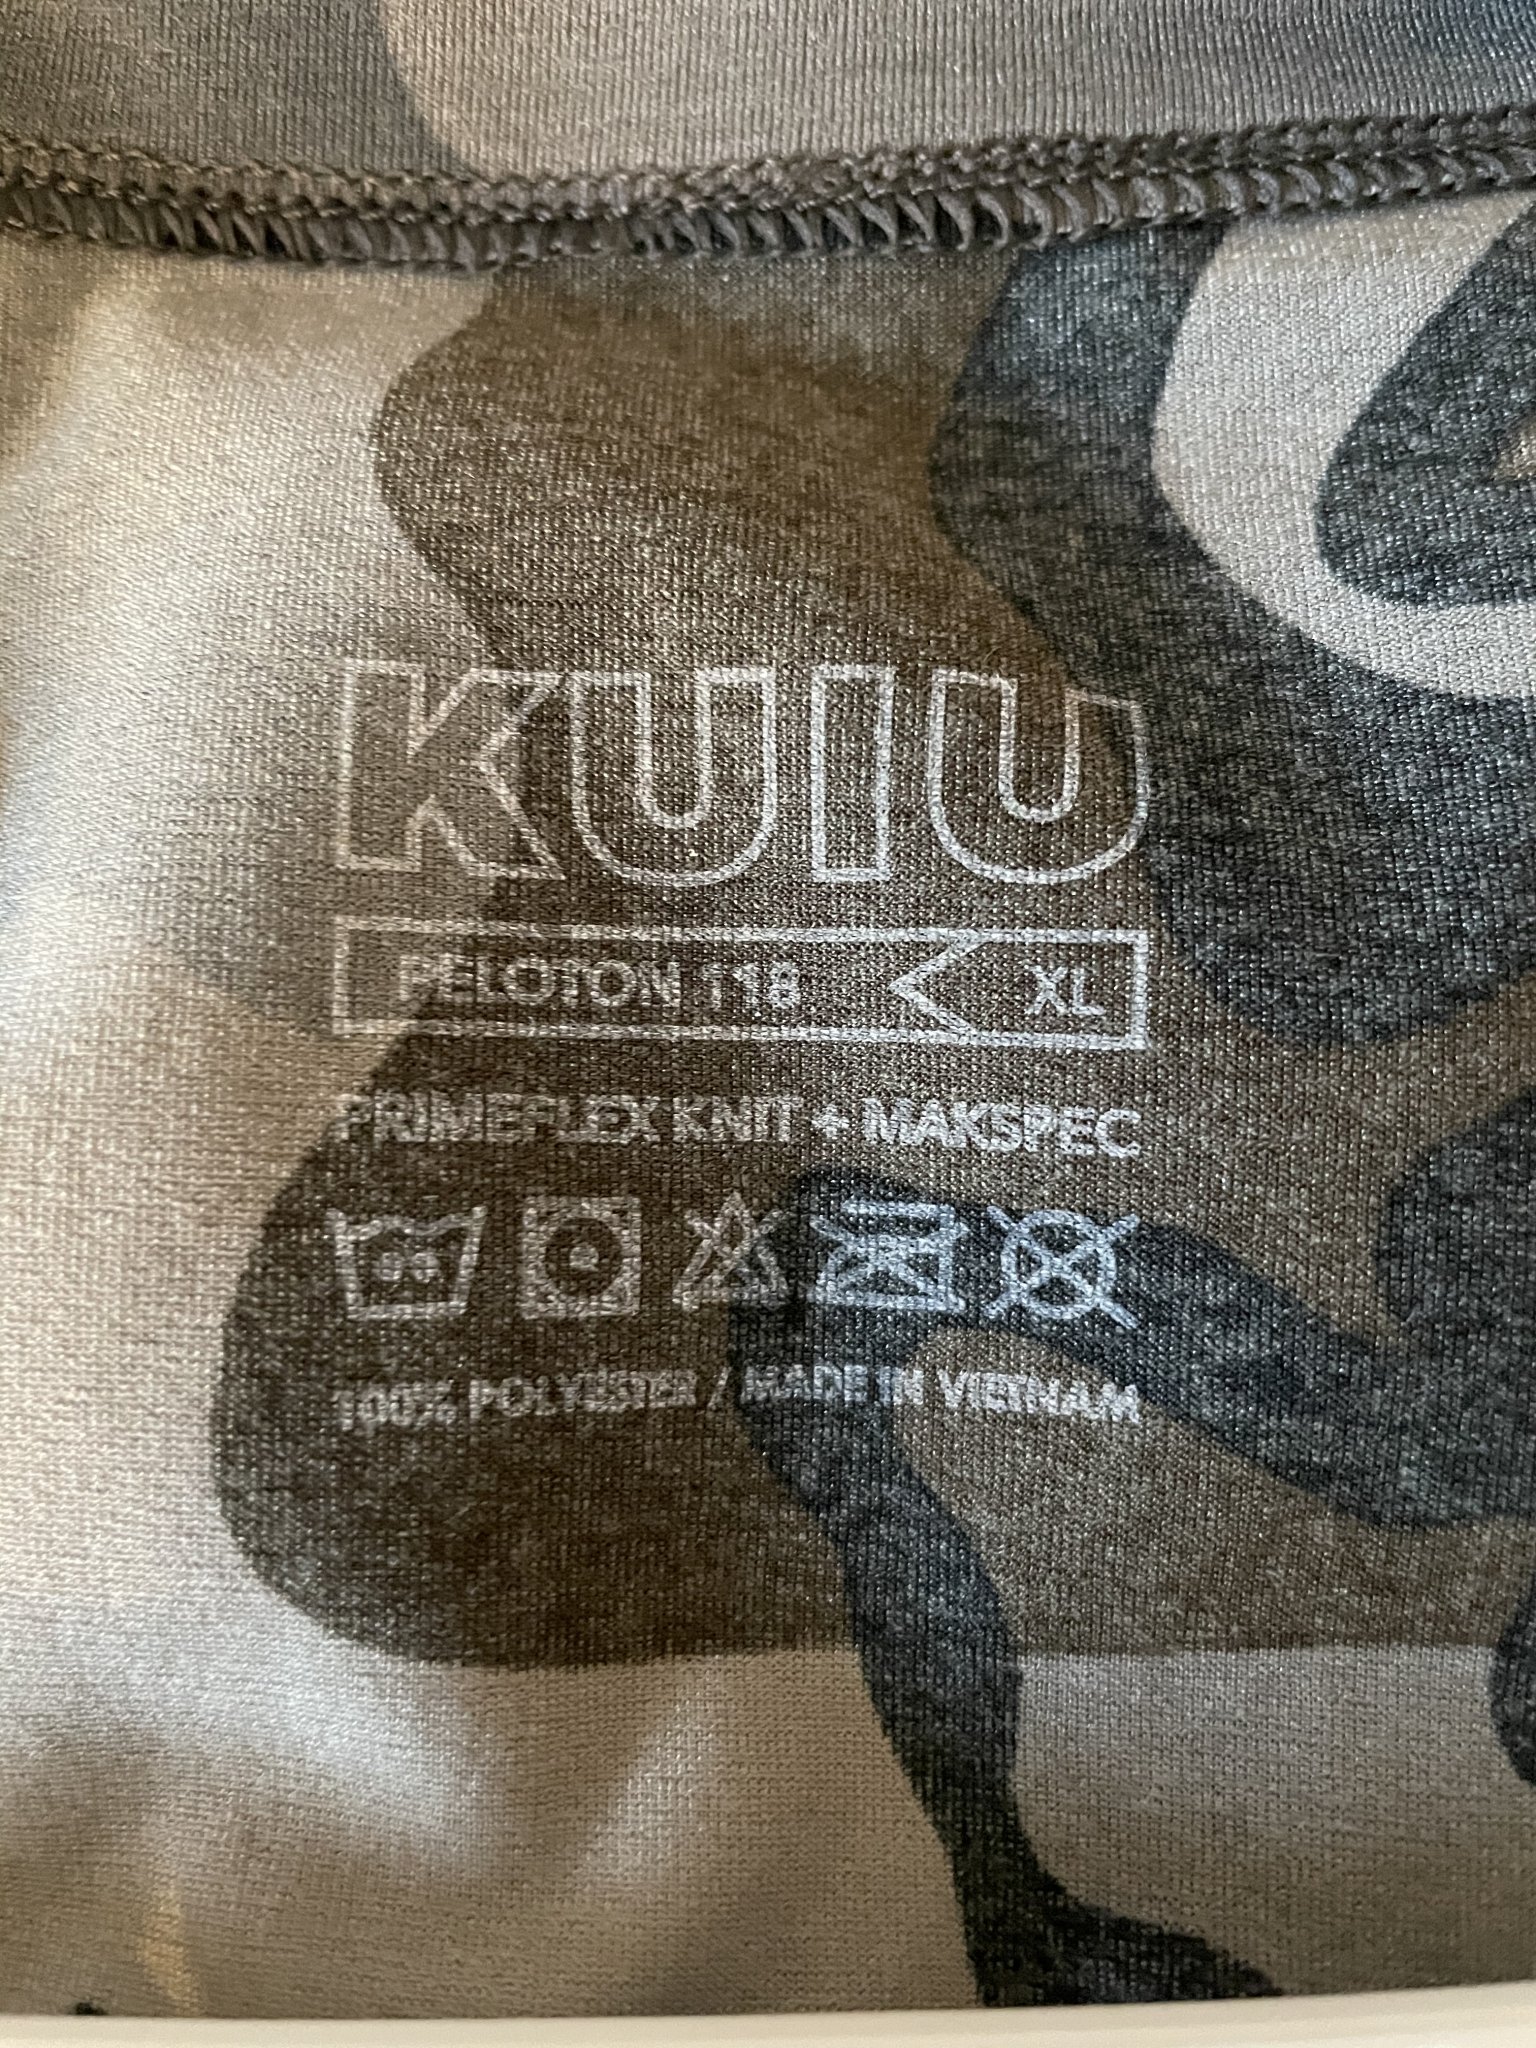 KUIU
PELOTON 118 XL
PRIMEFLEX KNIT + MAKSPEC
100% POLYESTER / MADE IN VIETNAM